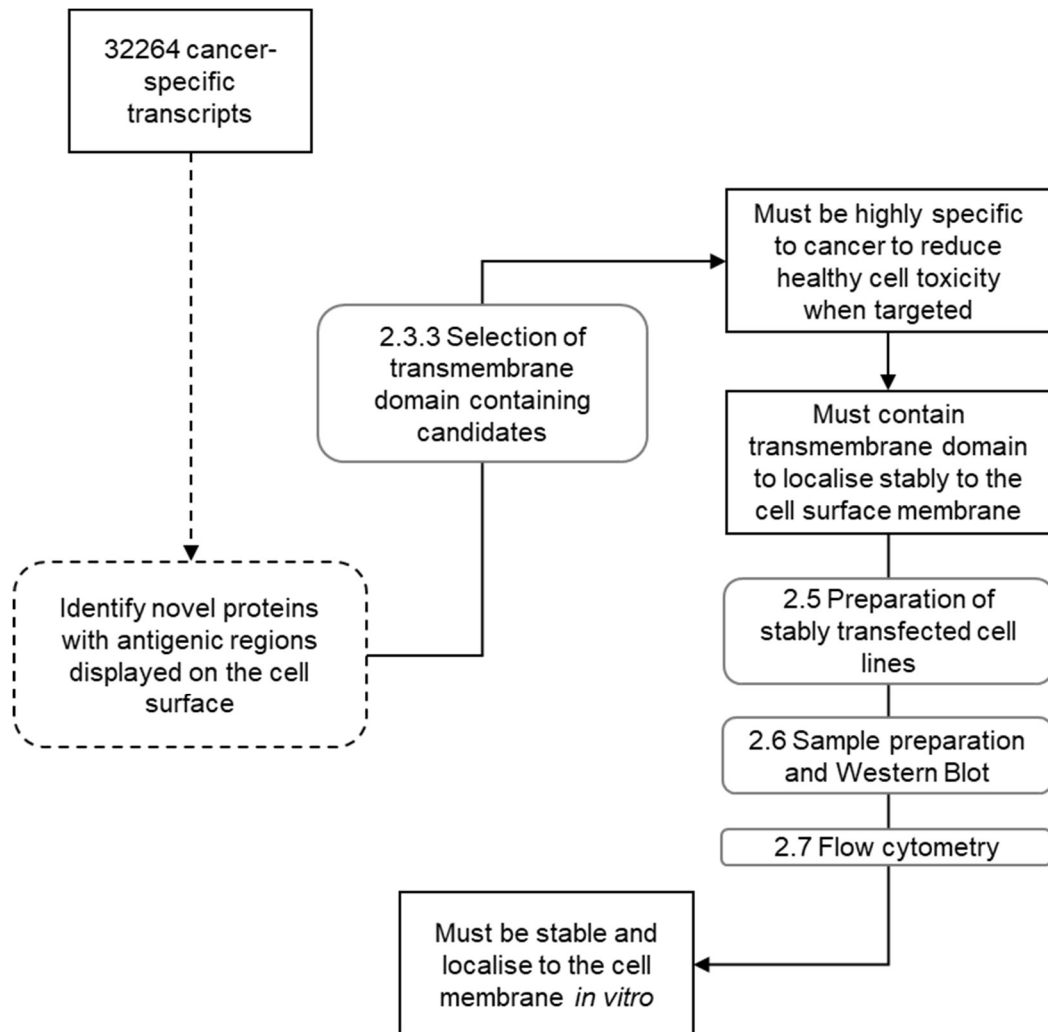 32264 cancer-
specific
transcripts
Identify novel proteins
with antigenic regions
displayed on the cell
surface
2.3.3 Selection of
transmembrane
domain containing
candidates
Must be highly specific
to cancer to reduce
healthy cell toxicity
when targeted
Must contain
transmembrane domain
to localise stably to the
cell surface membrane
2.5 Preparation of
stably transfected cell
lines
2.6 Sample preparation
and Western Blot
2.7 Flow cytometry
Must be stable and
localise to the cell
membrane in vitro